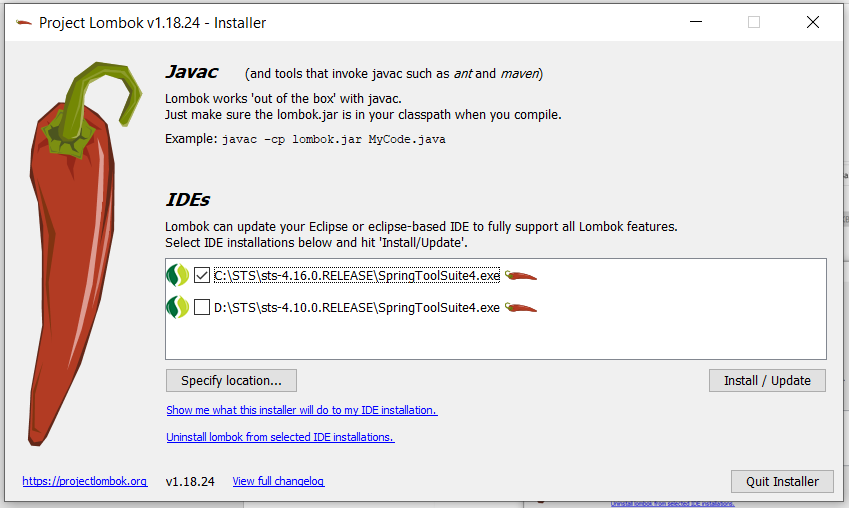 Project Lombok v1.18.24 - Installer
Javac (and tools that invoke javac such as ant and maven)
Lombok works 'out of the box' with javac.
Just make sure the lombok.jar is in your classpath when you compile.
Example: javac -cp lombok.jar MyCode.java
IDEs
Lombok can update your Eclipse or eclipse-based IDE to fully support all Lombok features.
Select IDE installations below and hit 'Install/Update'.
C:\STS\sts-4.16.0.RELEASE\SpringToolSuite4.exe
D:\STS\sts-4.10.0.RELEASE\SpringToolSuite4.exe
Specify location... Install / Update
Show me what this installer will do to my IDE installation.
Uninstall lombok from selected IDE installations.
https://projectlombok.org v1.18.24 View full changelog Quit Installer
Uninstall lombok from selected IDE installations.